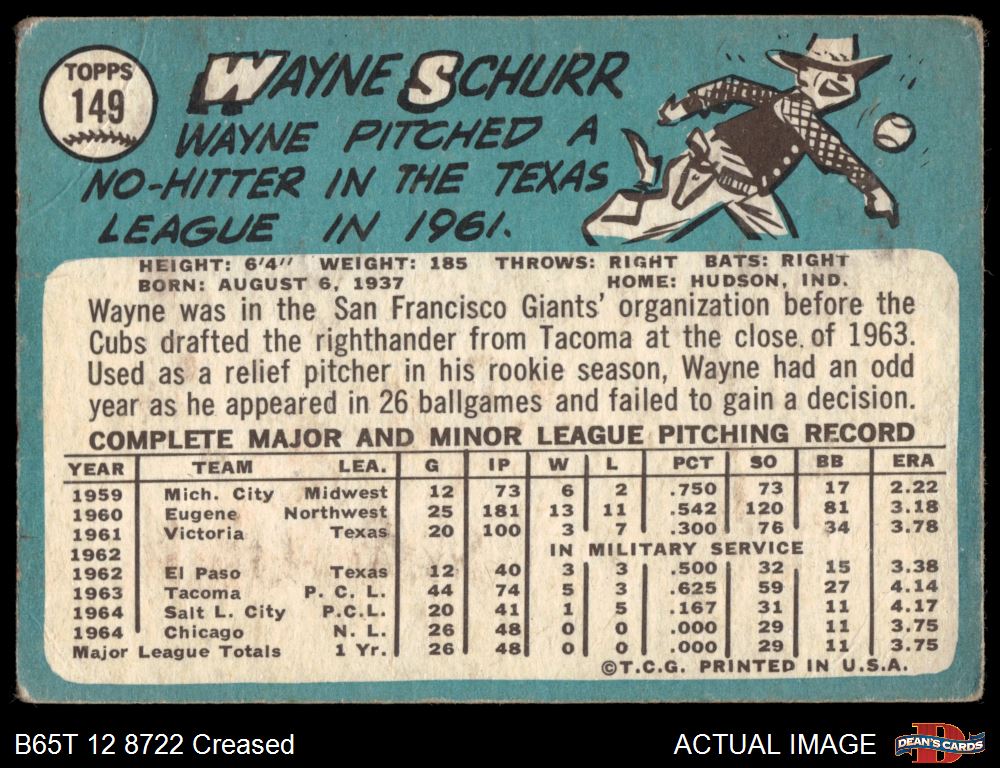 TOPPS
149
WAYNE SCHURR
WAYNE PITCHED A
NO-HITTER IN THE TEXAS
LEAGUE IN 1961.
HEIGHT: 6'4" WEIGHT: 185 THROWS: RIGHT BATS: RIGHT
BORN: AUGUST 6, 1937 HOME: HUDSON, IND.
Wayne was in the San Francisco Giants' organization before the
Cubs drafted the righthander from Tacoma at the close. of 1963.
Used as a relief pitcher in his rookie season, Wayne had an odd
year as he appeared in 26 ballgames and failed to gain a decision.
COMPLETE MAJOR AND MINOR LEAGUE PITCHING RECORD
YEAR TEAM LEA. G IP W L PCT SO BB ERA
1959 Mich. City Midwest 12 73 6 2 .750 73 17 2.22
1960 Eugene Northwest 25 181 13 11 .542 120 81 3.18
1961 Victoria Texas 20 100 3 7 .300 76 34 3.78
1962 IN MILITARY SERVICE
1962 El Paso Texas 12 40 3 3 .500 32 15 3.38
1963 Tacoma P. C. L. 44 74 5 3 .625 59 27 4.14
1964 Salt L. City P.C.L. 20 41 1 5 .167 31 11 4.17
1964 Chicago N. L. 26 48 0 0 .000 29 11 3.75
Major League Totals 1 Yr. 26 48 0 0 .000 29 11 3.75
©T.C.G. PRINTED IN U.S.A.
B65T 12 8722 Creased ACTUAL IMAGE
D
DEAN'S CARDS